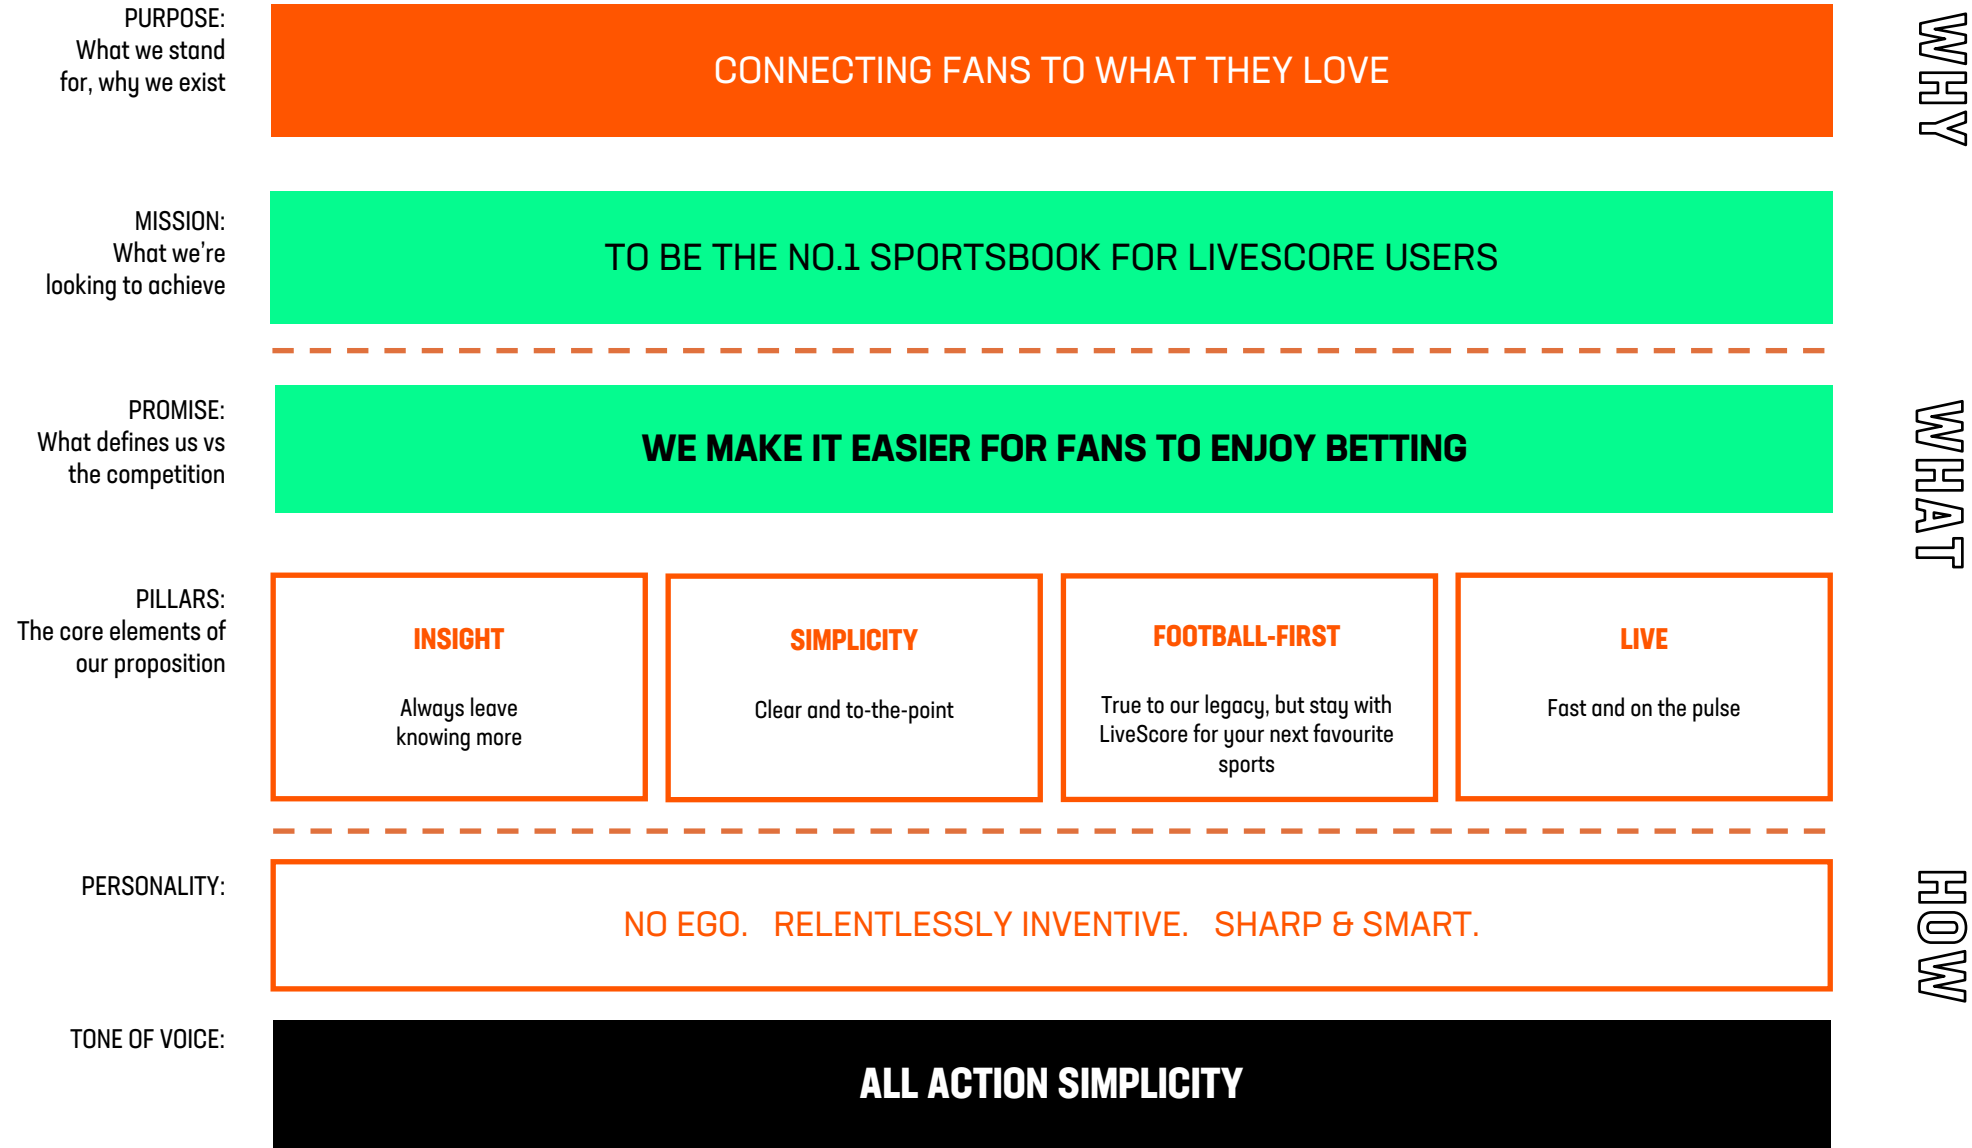 PURPOSE:
What we stand
for, why we exist
CONNECTING FANS TO WHAT THEY LOVE
WHY
MISSION:
What we're
looking to achieve
TO BE THE NO.1 SPORTSBOOK FOR LIVESCORE USERS
PROMISE:
What defines us vs
the competition
WE MAKE IT EASIER FOR FANS TO ENJOY BETTING
WHAT
PILLARS:
The core elements of
our proposition
INSIGHT
Always leave
knowing more
SIMPLICITY
Clear and to-the-point
FOOTBALL-FIRST
True to our legacy, but stay with
LiveScore for your next favourite
sports
LIVE
Fast and on the pulse
PERSONALITY:
NO EGO. RELENTLESSLY INVENTIVE. SHARP & SMART.
HOW
TONE OF VOICE:
ALL ACTION SIMPLICITY